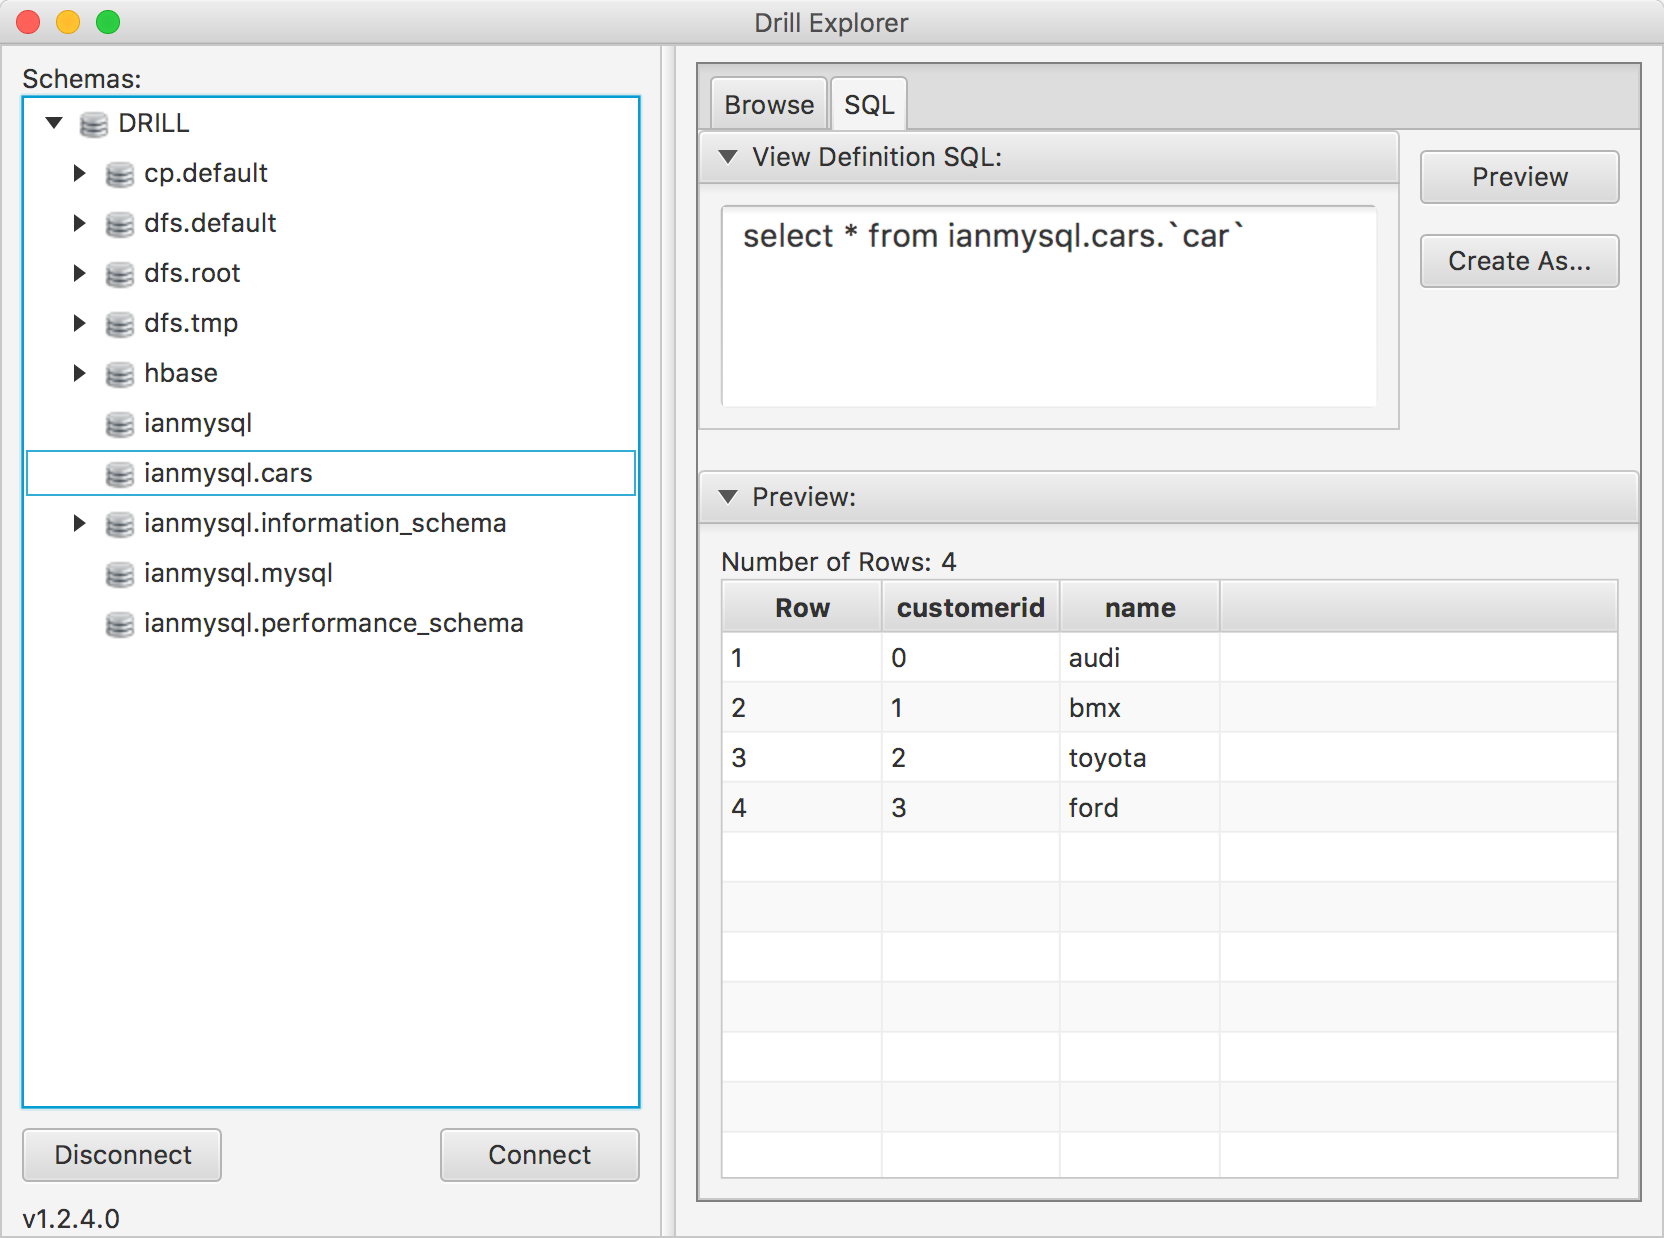 Drill Explorer
Schemas:
DRILL
cp.default
dfs.default
dfs.root
dfs.tmp
hbase
ianmysql
ianmysql.cars
ianmysql.information_schema
ianmysql.mysql
ianmysql.performance_schema
Disconnect
Connect
v1.2.4.0
Browse
SQL
View Definition SQL:
select * from ianmysql.cars.`car`
Preview
Create As...
Preview:
Number of Rows: 4
Row customerid name
1 0 audi
2 1 bmx
3 2 toyota
4 3 ford